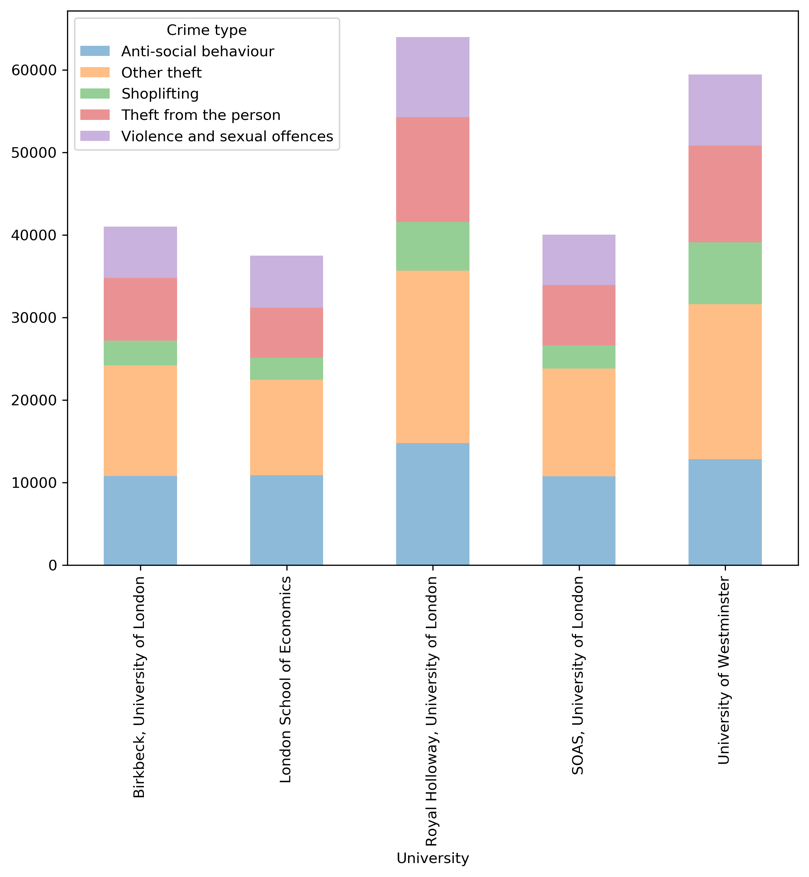 Crime type
Anti-social behaviour
Other theft
Shoplifting
Theft from the person
Violence and sexual offences
60000
50000
40000
30000
20000
10000
0
Birkbeck, University of London
London School of Economics
Royal Holloway, University of London
SOAS, University of London
University of Westminster
University